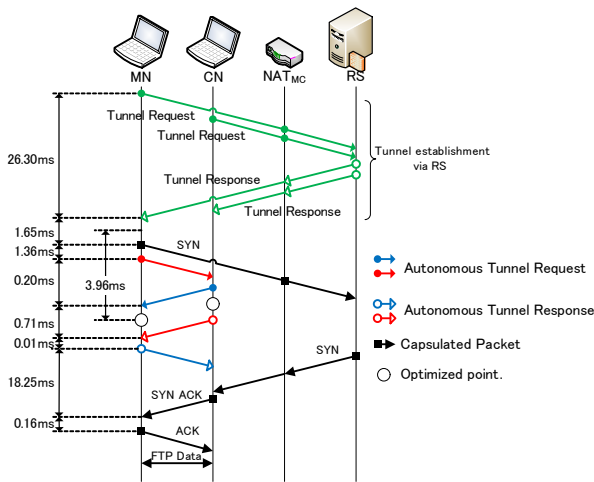 MN CN NATMC RS
Tunnel Request
Tunnel Request
Tunnel establishment
via RS
26.30ms
Tunnel Response
Tunnel Response
1.65ms
SYN
1.36ms
0.20ms
3.96ms
Autonomous Tunnel Request
Autonomous Tunnel Response
0.71ms
0.01ms
Capsulated Packet
SYN
Optimized point.
18.25ms
SYN ACK
0.16ms
ACK
FTP Data